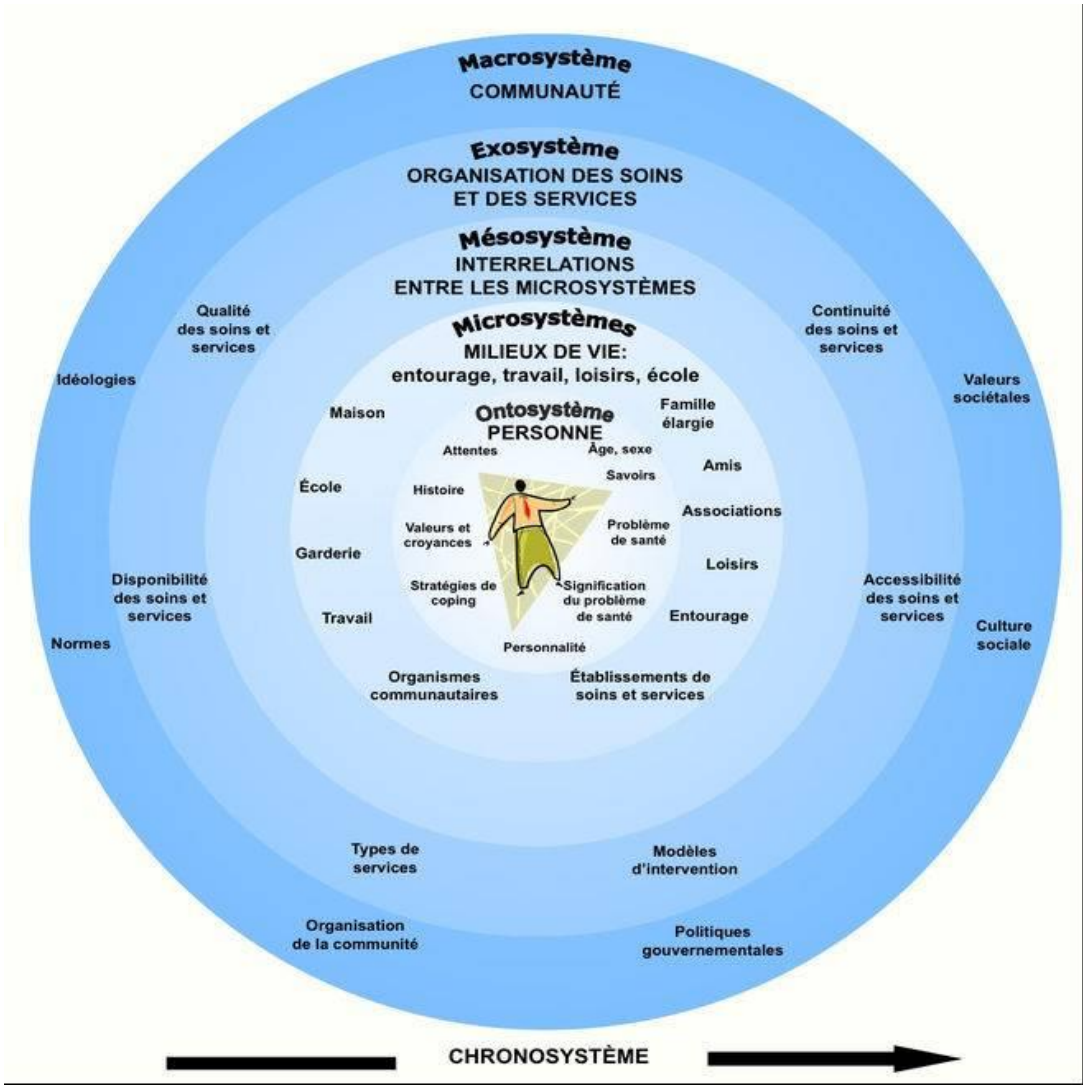 Macrosystème
COMMUNAUTÉ
Exosystème
ORGANISATION DES SOINS
ET DES SERVICES
Mésosystème
INTERRELATIONS
ENTRE LES MICROSYSTÈMES
Microsystèmes
MILIEUX DE VIE:
entourage, travail, loisirs, école
Ontosystème
PERSONNE
Qualité
des soins et
services
Continuité
des soins et
services
Idéologies
Valeurs
sociétales
Maison
Famille
élargie
Attentes
Âge, sexe
Savoirs
Amis
École
Histoire
Associations
Valeurs et
croyances
Problème
de santé
Garderie
Loisirs
Disponibilité
des soins et
services
Stratégies de
coping
Signification
du problème
de santé
Accessibilité
des soins et
services
Travail
Entourage
Normes
Culture
sociale
Personnalité
Organismes
communautaires
Établissements de
soins et services
Types de
services
Modèles
d'intervention
Organisation
de la communité
Politiques
gouvernementales
CHRONOSYSTÈME